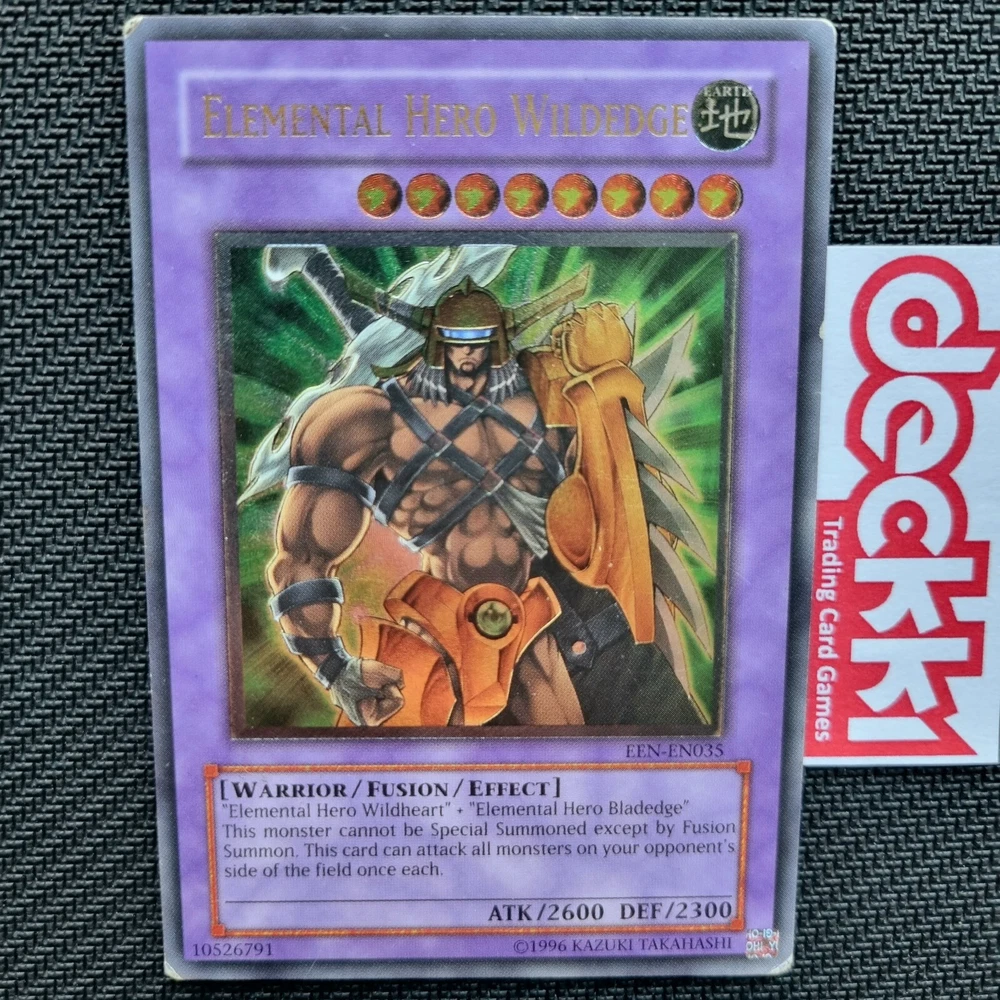 ELEMENTAL HERO WILDEDGE
EARTH
地
EEN-EN035
[WARRIOR/FUSION/EFFECT]
"Elemental Hero Wildheart" + "Elemental Hero Bladedge"
This monster cannot be Special Summoned except by Fusion
Summon. This card can attack all monsters on your opponent's
side of the field once each.
ATK/2600 DEF/2300
10526791
©1996 KAZUKI TAKAHASHI
dekki
Trading Card Games